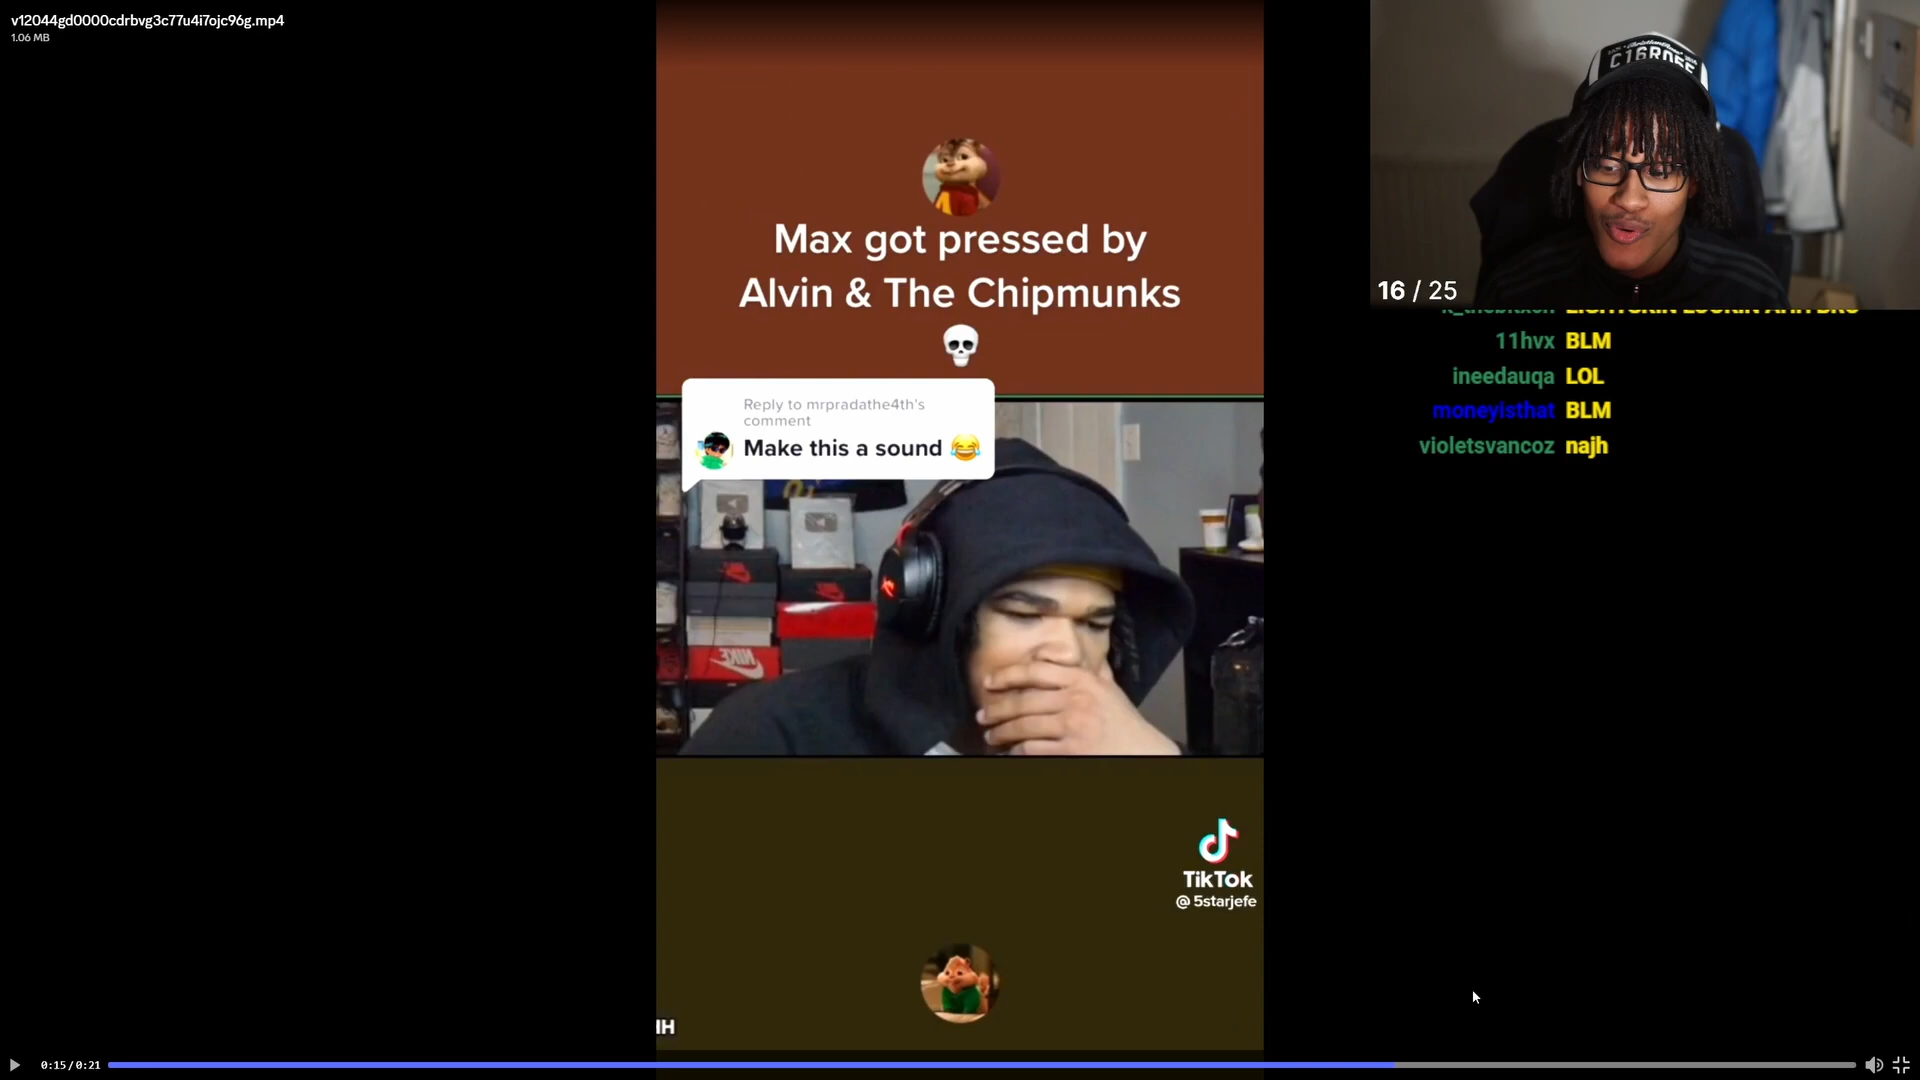 v12044gd0000cdrbvg3c77u4i7ojc96g.mp4
1.06 MB
Max got pressed by
Alvin & The Chipmunks
💀
Reply to mrpradathe4th's
comment
Make this a sound 😂
NIKE
TikTok
@ 5starjefe
IH
0:15/0:21
16 / 25
11hvx BLM
ineedauqa LOL
moneyisthat BLM
violetsvancoz najh